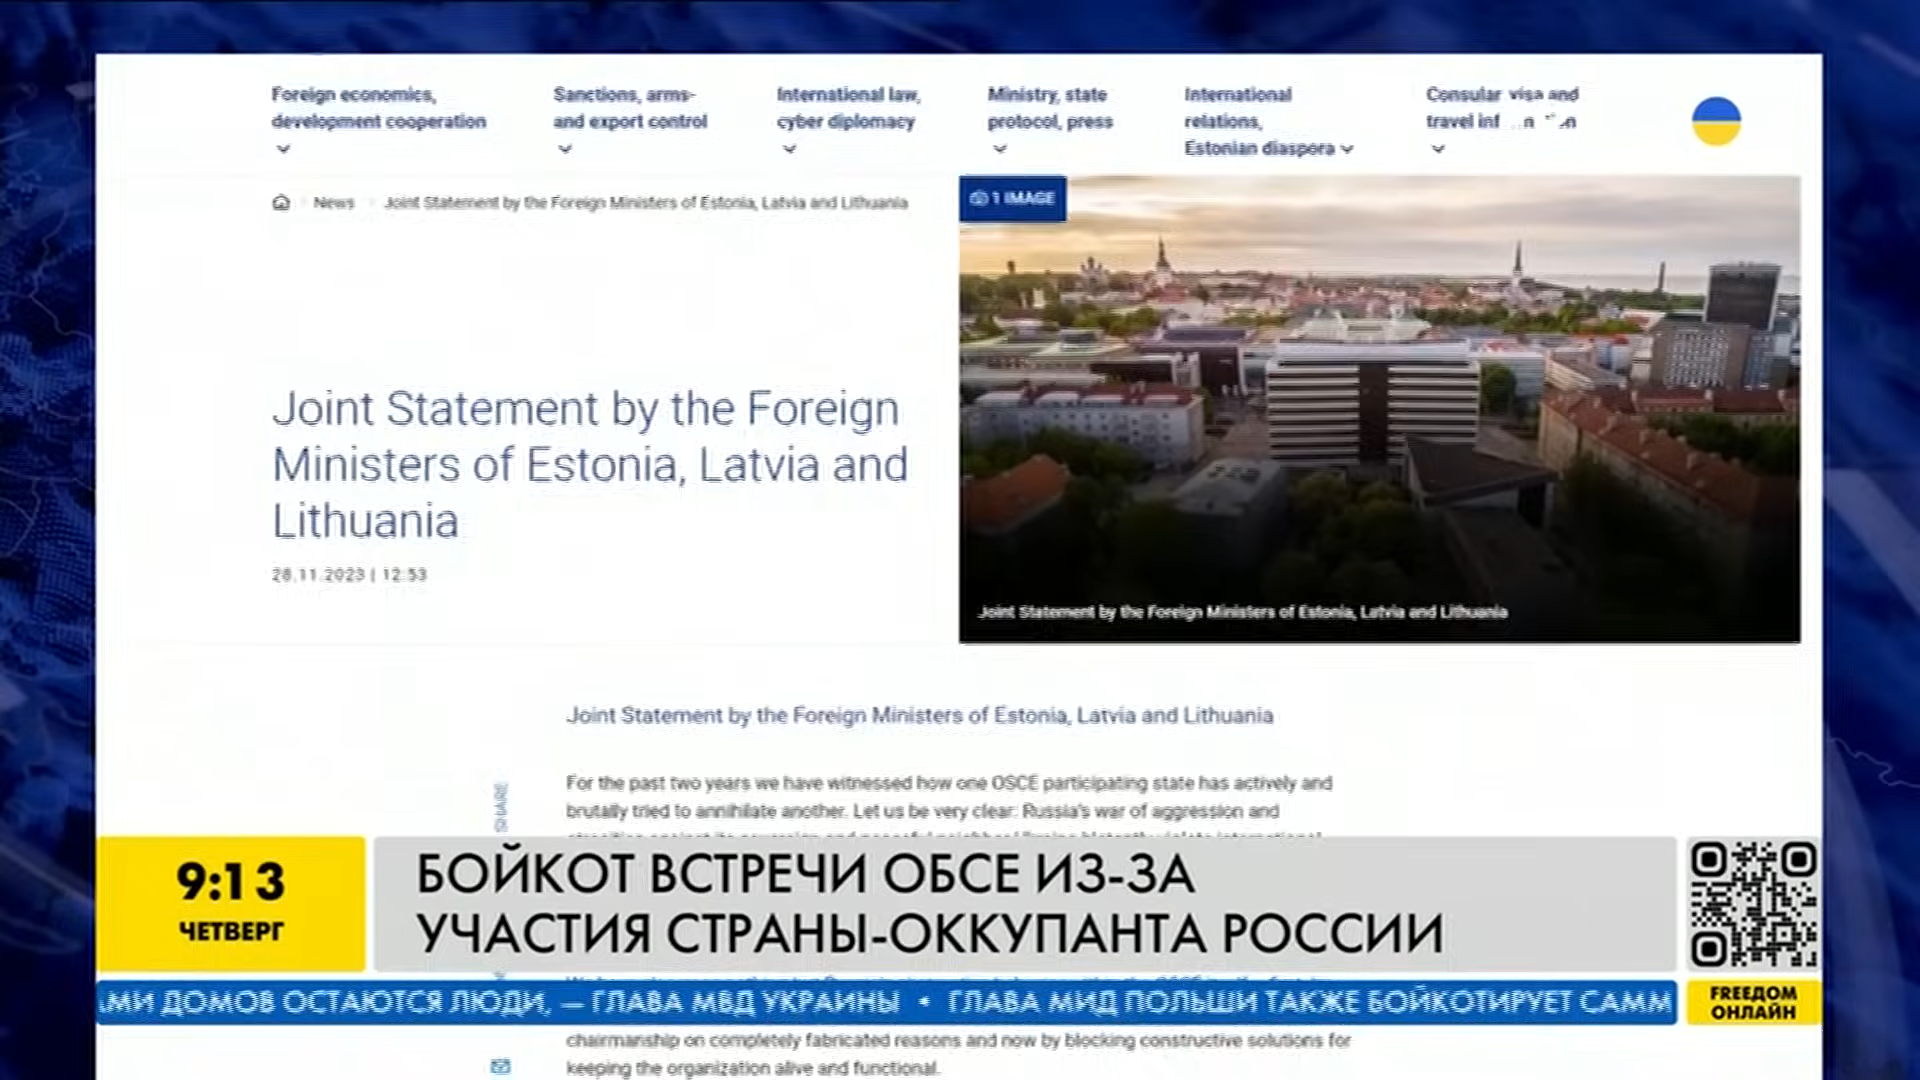 Foreign economics,
development cooperation
Sanctions, arms-
and export control
International law,
cyber diplomacy
Ministry, state
protocol, press
International
relations,
Estonian diaspora
Consular visa and
travel
News
Joint Statement by the Foreign Ministers of Estonia, Latvia and Lithuania
1 IMAGE
Joint Statement by the Foreign
Ministers of Estonia, Latvia and
Lithuania
28.11.2023 | 12:53
Joint Statement by the Foreign Ministers of Estonia, Latvia and Lithuania
Joint Statement by the Foreign Ministers of Estonia, Latvia and Lithuania
SHARE
For the past two years we have witnessed how one OSCE participating state has actively and
brutally tried to annihilate another. Let us be very clear: Russia's war of aggression and
9:13
ЧЕТВЕРГ
БОЙКОТ ВСТРЕЧИ ОБСЕ ИЗ-ЗА
УЧАСТИЯ СТРАНЫ-ОККУПАНТА РОССИИ
АМИ ДОМОВ ОСТАЮТСЯ ЛЮДИ, — ГЛАВА МВД УКРАИНЫ • ГЛАВА МИД ПОЛЬШИ ТАКЖЕ БОЙКОТИРУЕТ САММ
FREEДОМ
ОНЛАЙН
chairmanship on completely fabricated reasons and now by blocking constructive solutions for
keeping the organization alive and functional.